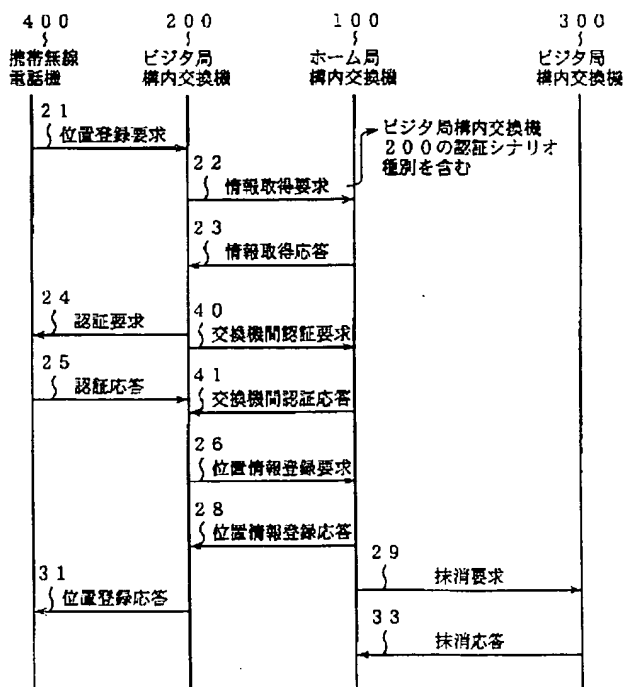 ４００
２００
１００
３００
携帯無線
電話機
ビジタ局
構内交換機
ホーム局
構内交換機
ビジタ局
構内交換機
２１
位置登録要求
ビジタ局構内交換機
２００の認証シナリオ
種別を含む
２２
情報取得要求
２３
情報取得応答
２４
認証要求
４０
交換機間認証要求
２５
認証応答
４１
交換機間認証応答
２６
位置情報登録要求
２８
位置情報登録応答
２９
抹消要求
３１
位置登録応答
３３
抹消応答